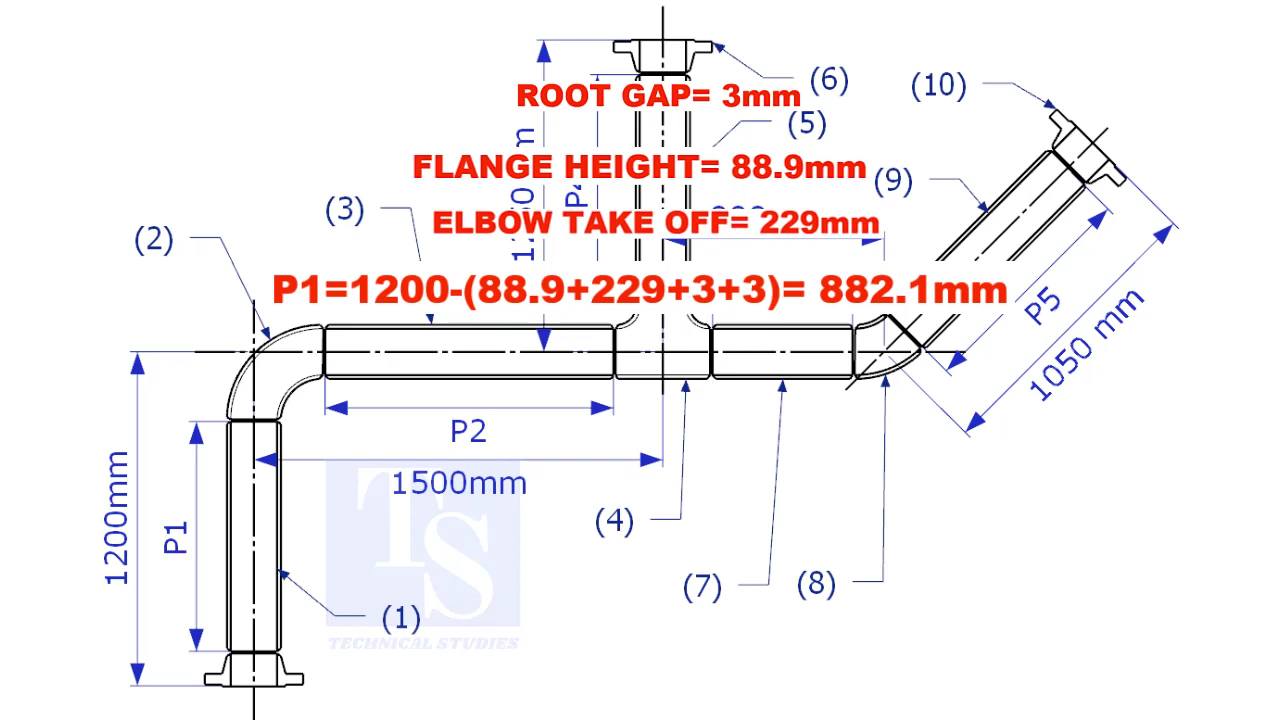 (6)
(10)
ROOT GAP= 3mm
(5)
FLANGE HEIGHT= 88.9mm
(9)
(3)
ELBOW TAKE OFF= 229mm
(2)
P1=1200-(88.9+229+3+3)= 882.1mm
P5
1050 mm
P2
1500mm
1200mm
P1
(4)
(7)
(8)
(1)
TS
TECHNICAL STUDIES